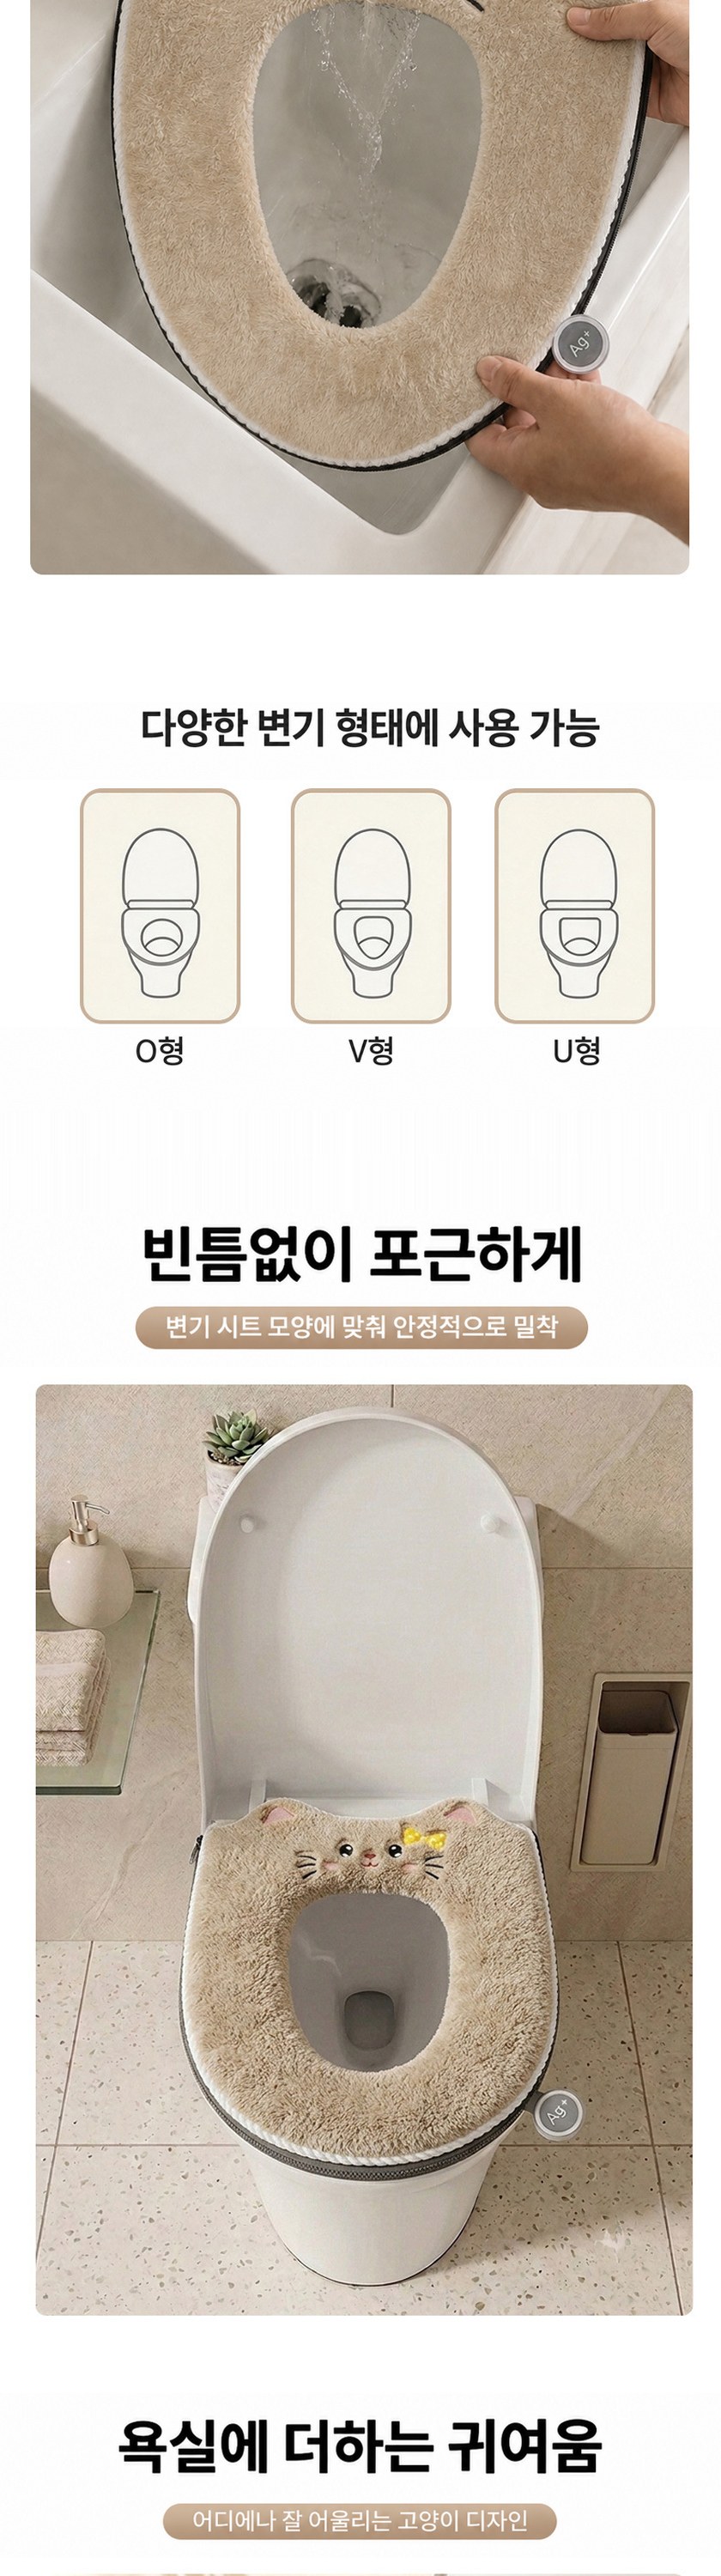 Ag+
다양한 변기 형태에 사용 가능
O형
V형
U형
빈틈없이 포근하게
변기 시트 모양에 맞춰 안정적으로 밀착
Ag+
욕실에 더하는 귀여움
어디에나 잘 어울리는 고양이 디자인